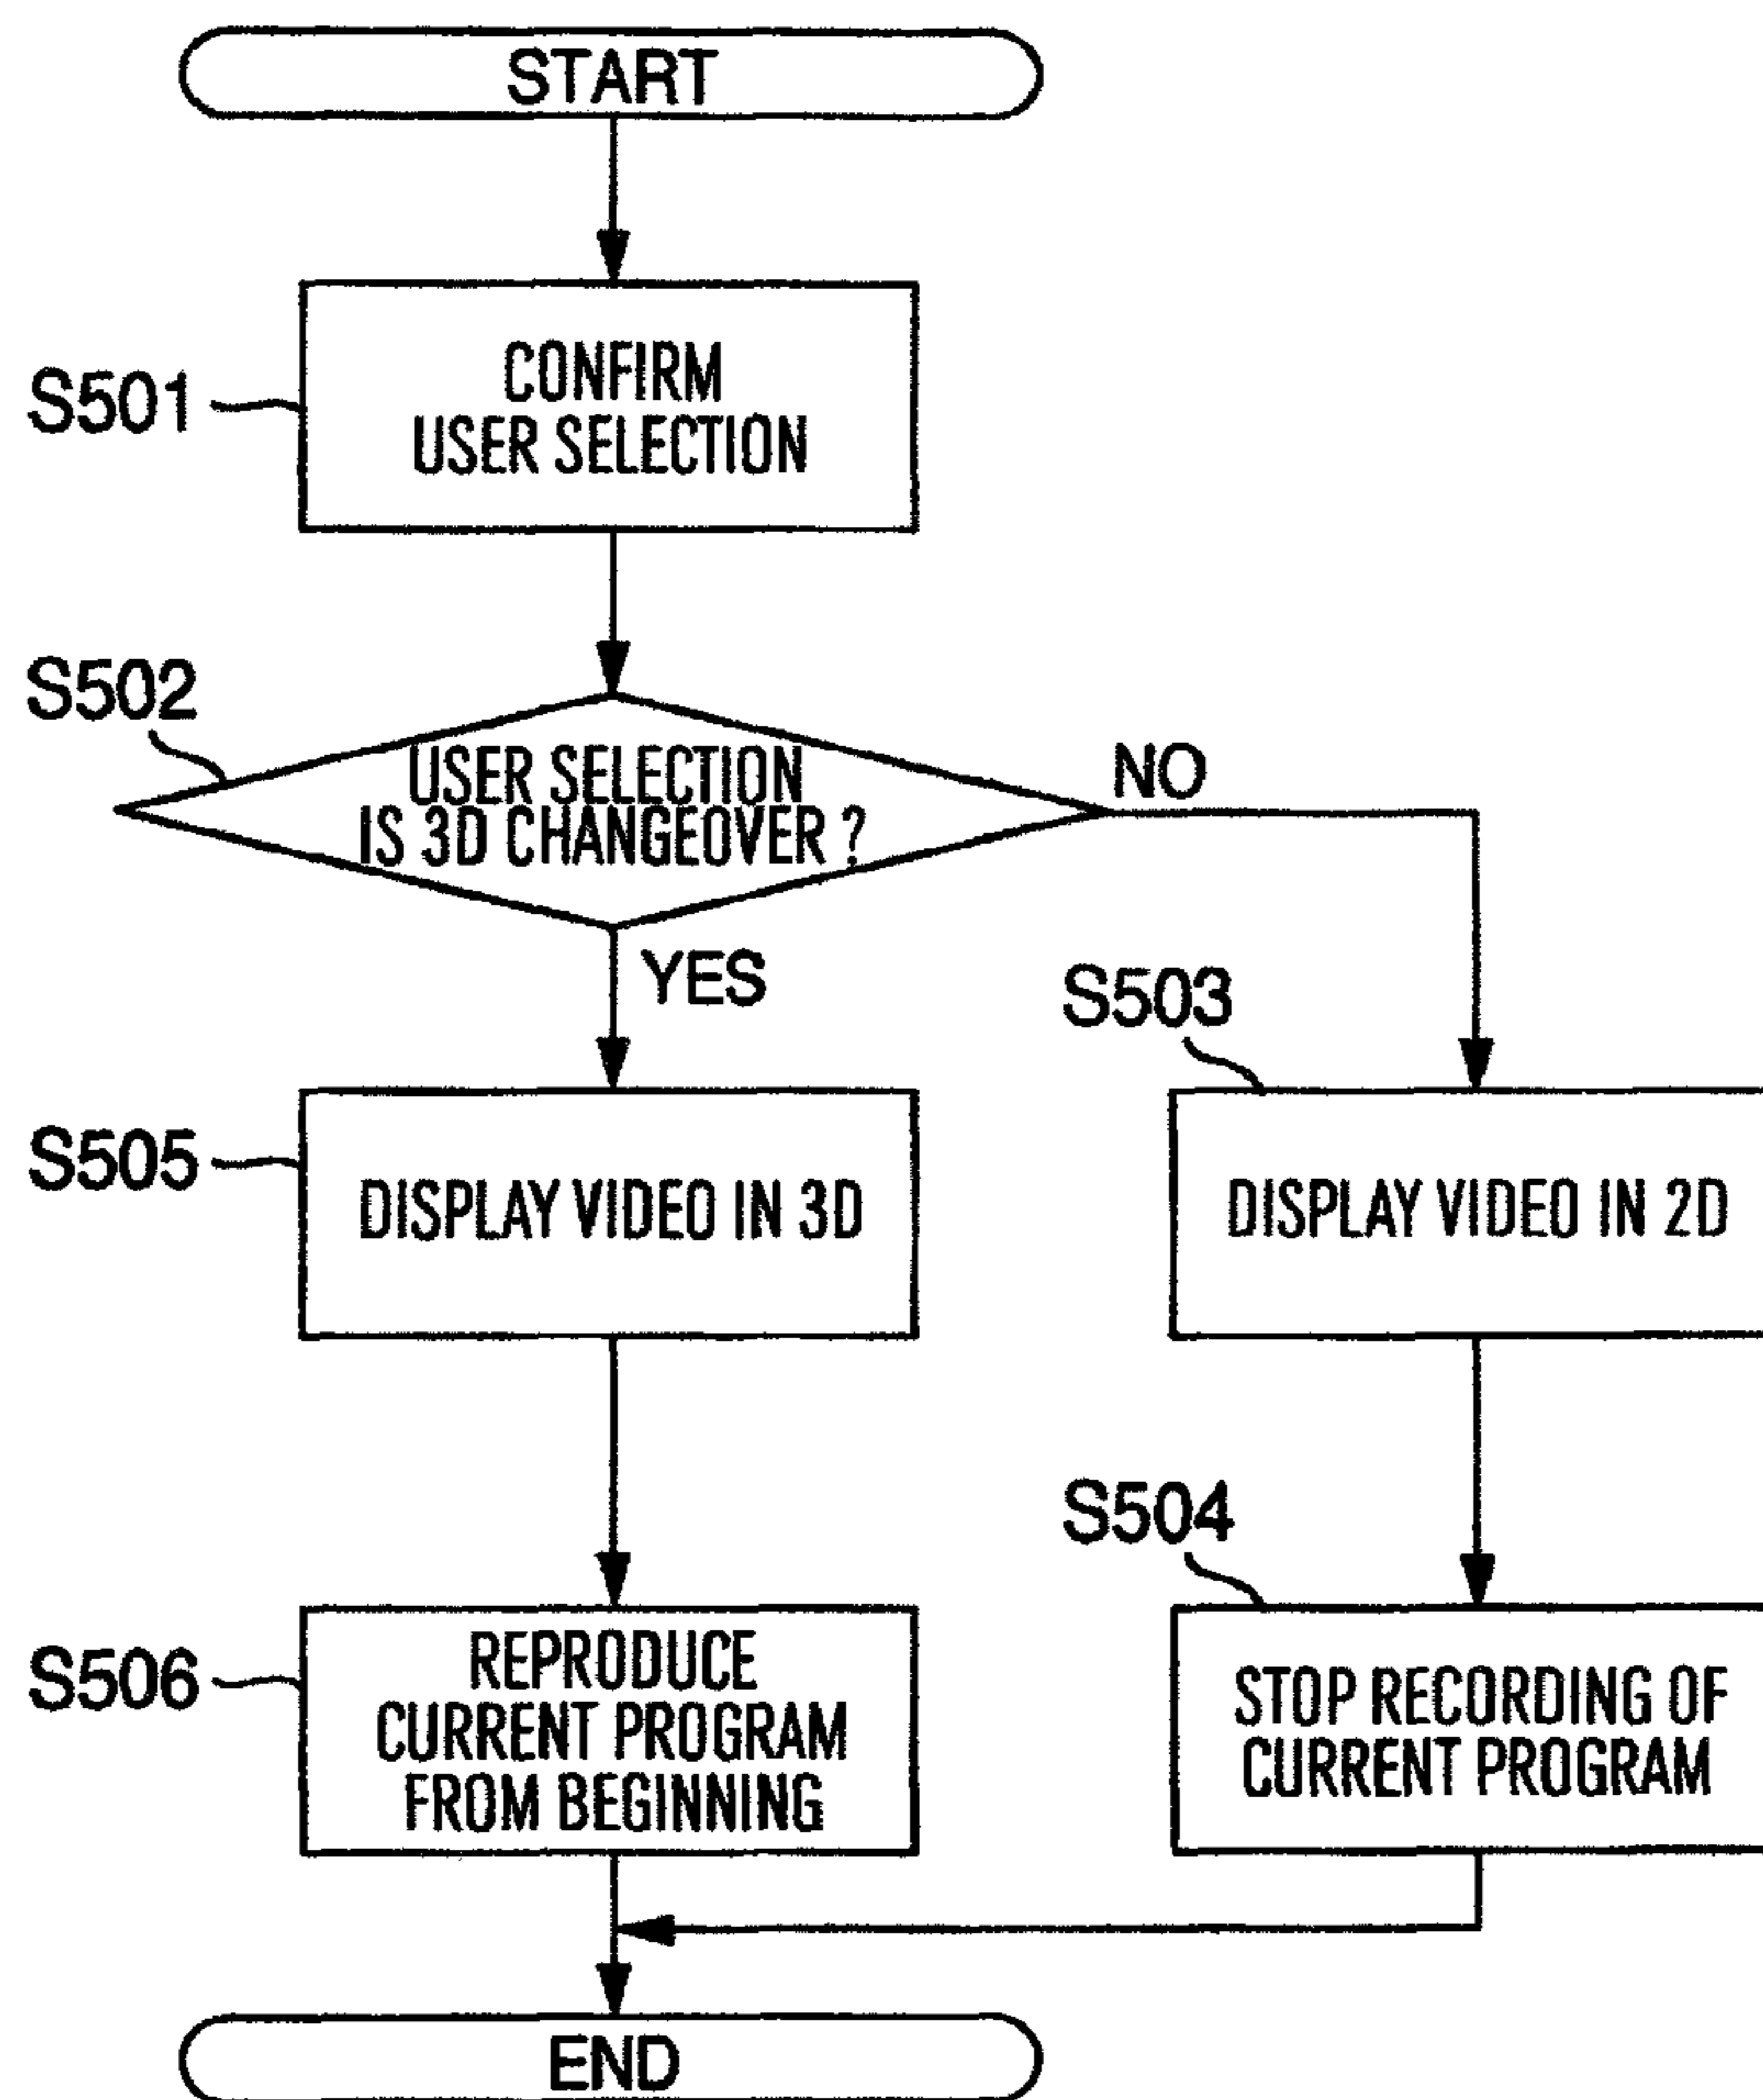 START
S501
CONFIRM
USER SELECTION
S502
USER SELECTION
IS 3D CHANGEOVER ?
NO
YES
S503
S505
DISPLAY VIDEO IN 3D
DISPLAY VIDEO IN 2D
S504
S506
REPRODUCE
CURRENT PROGRAM
FROM BEGINNING
STOP RECORDING OF
CURRENT PROGRAM
END